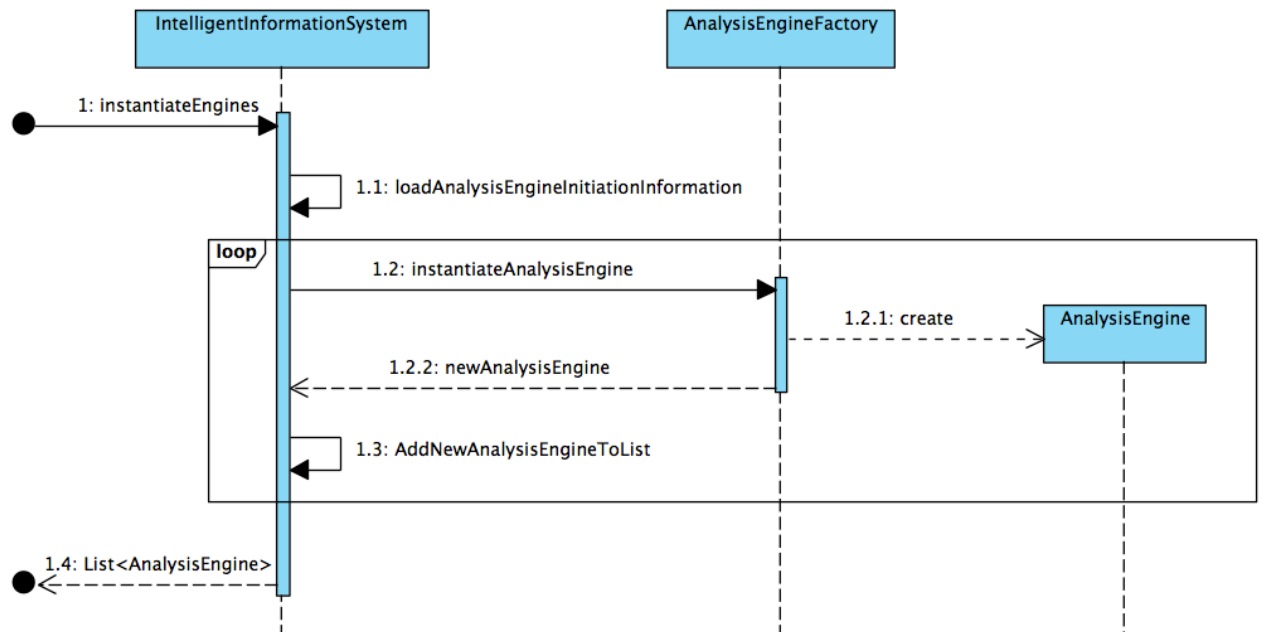 IntelligentInformationSystem
AnalysisEngineFactory
1: instantiateEngines
1.1: loadAnalysisEngineInitiationInformation
loop
1.2: instantiateAnalysisEngine
1.2.1: create
AnalysisEngine
1.2.2: newAnalysisEngine
1.3: AddNewAnalysisEngineToList
1.4: List<AnalysisEngine>